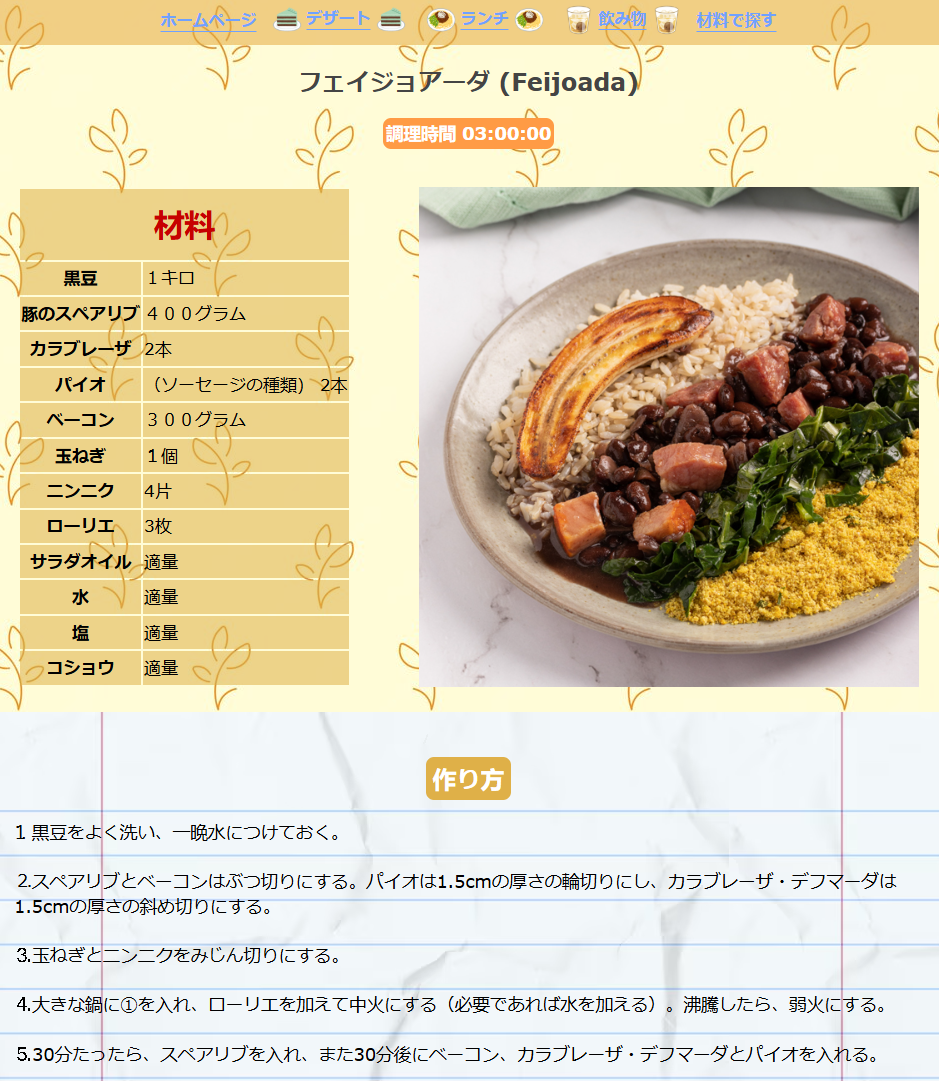 ホームページ デザート ランチ 飲み物 材料で探す
フェイジョアーダ (Feijoada)
調理時間 03:00:00
材料
黒豆 １キロ
豚のスペアリブ ４００グラム
カラブレーザ 2本
パイオ （ソーセージの種類） 2本
ベーコン ３００グラム
玉ねぎ １個
ニンニク 4片
ローリエ 3枚
サラダオイル 適量
水 適量
塩 適量
コショウ 適量
作り方
1 黒豆をよく洗い、一晩水につけておく。
2.スペアリブとベーコンはぶつ切りにする。パイオは1.5cmの厚さの輪切りにし、カラブレーザ・デフマーダは
1.5cmの厚さの斜め切りにする。
3.玉ねぎとニンニクをみじん切りにする。
4.大きな鍋に①を入れ、ローリエを加えて中火にする（必要であれば水を加える）。沸騰したら、弱火にする。
5.30分たったら、スペアリブを入れ、また30分後にベーコン、カラブレーザ・デフマーダとパイオを入れる。